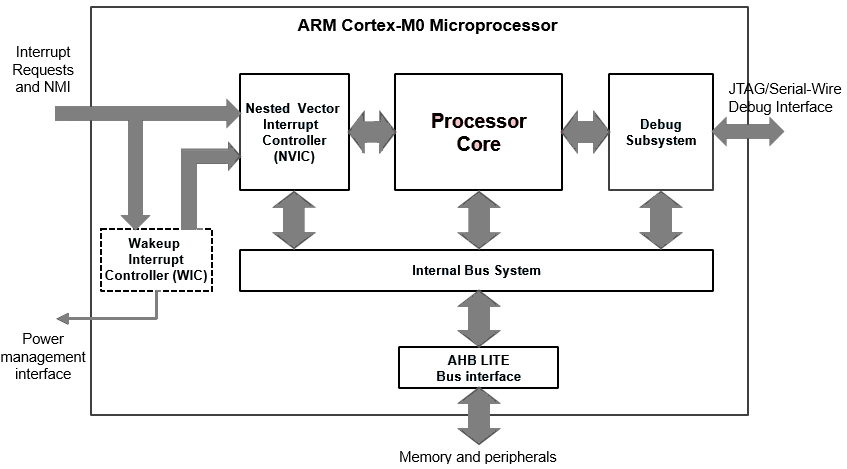 ARM Cortex-M0 Microprocessor
Interrupt
Requests
and NMI
Nested Vector
Interrupt
Controller
(NVIC)
Processor
Core
Debug
Subsystem
JTAG/Serial-Wire
Debug Interface
Wakeup
Interrupt
Controller (WIC)
Internal Bus System
Power
management
interface
AHB LITE
Bus interface
Memory and peripherals